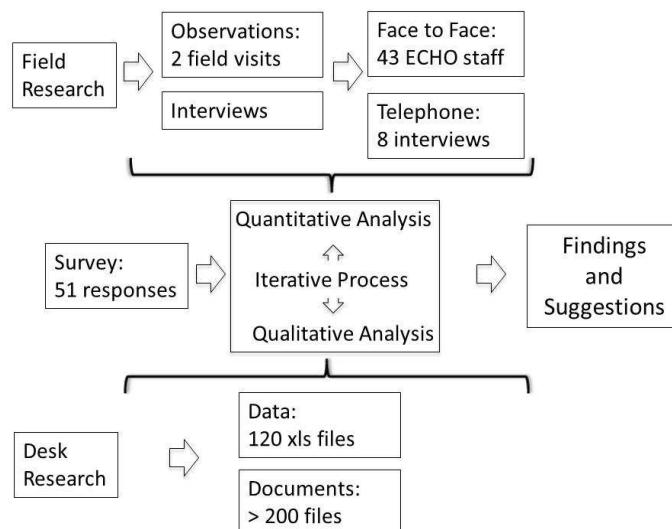 Field
Research
Observations:
2 field visits
Interviews
Face to Face:
43 ECHO staff
Telephone:
8 interviews
Survey:
51 responses
Quantitative Analysis
Iterative Process
Qualitative Analysis
Findings
and
Suggestions
Desk
Research
Data:
120 xls files
Documents:
> 200 files